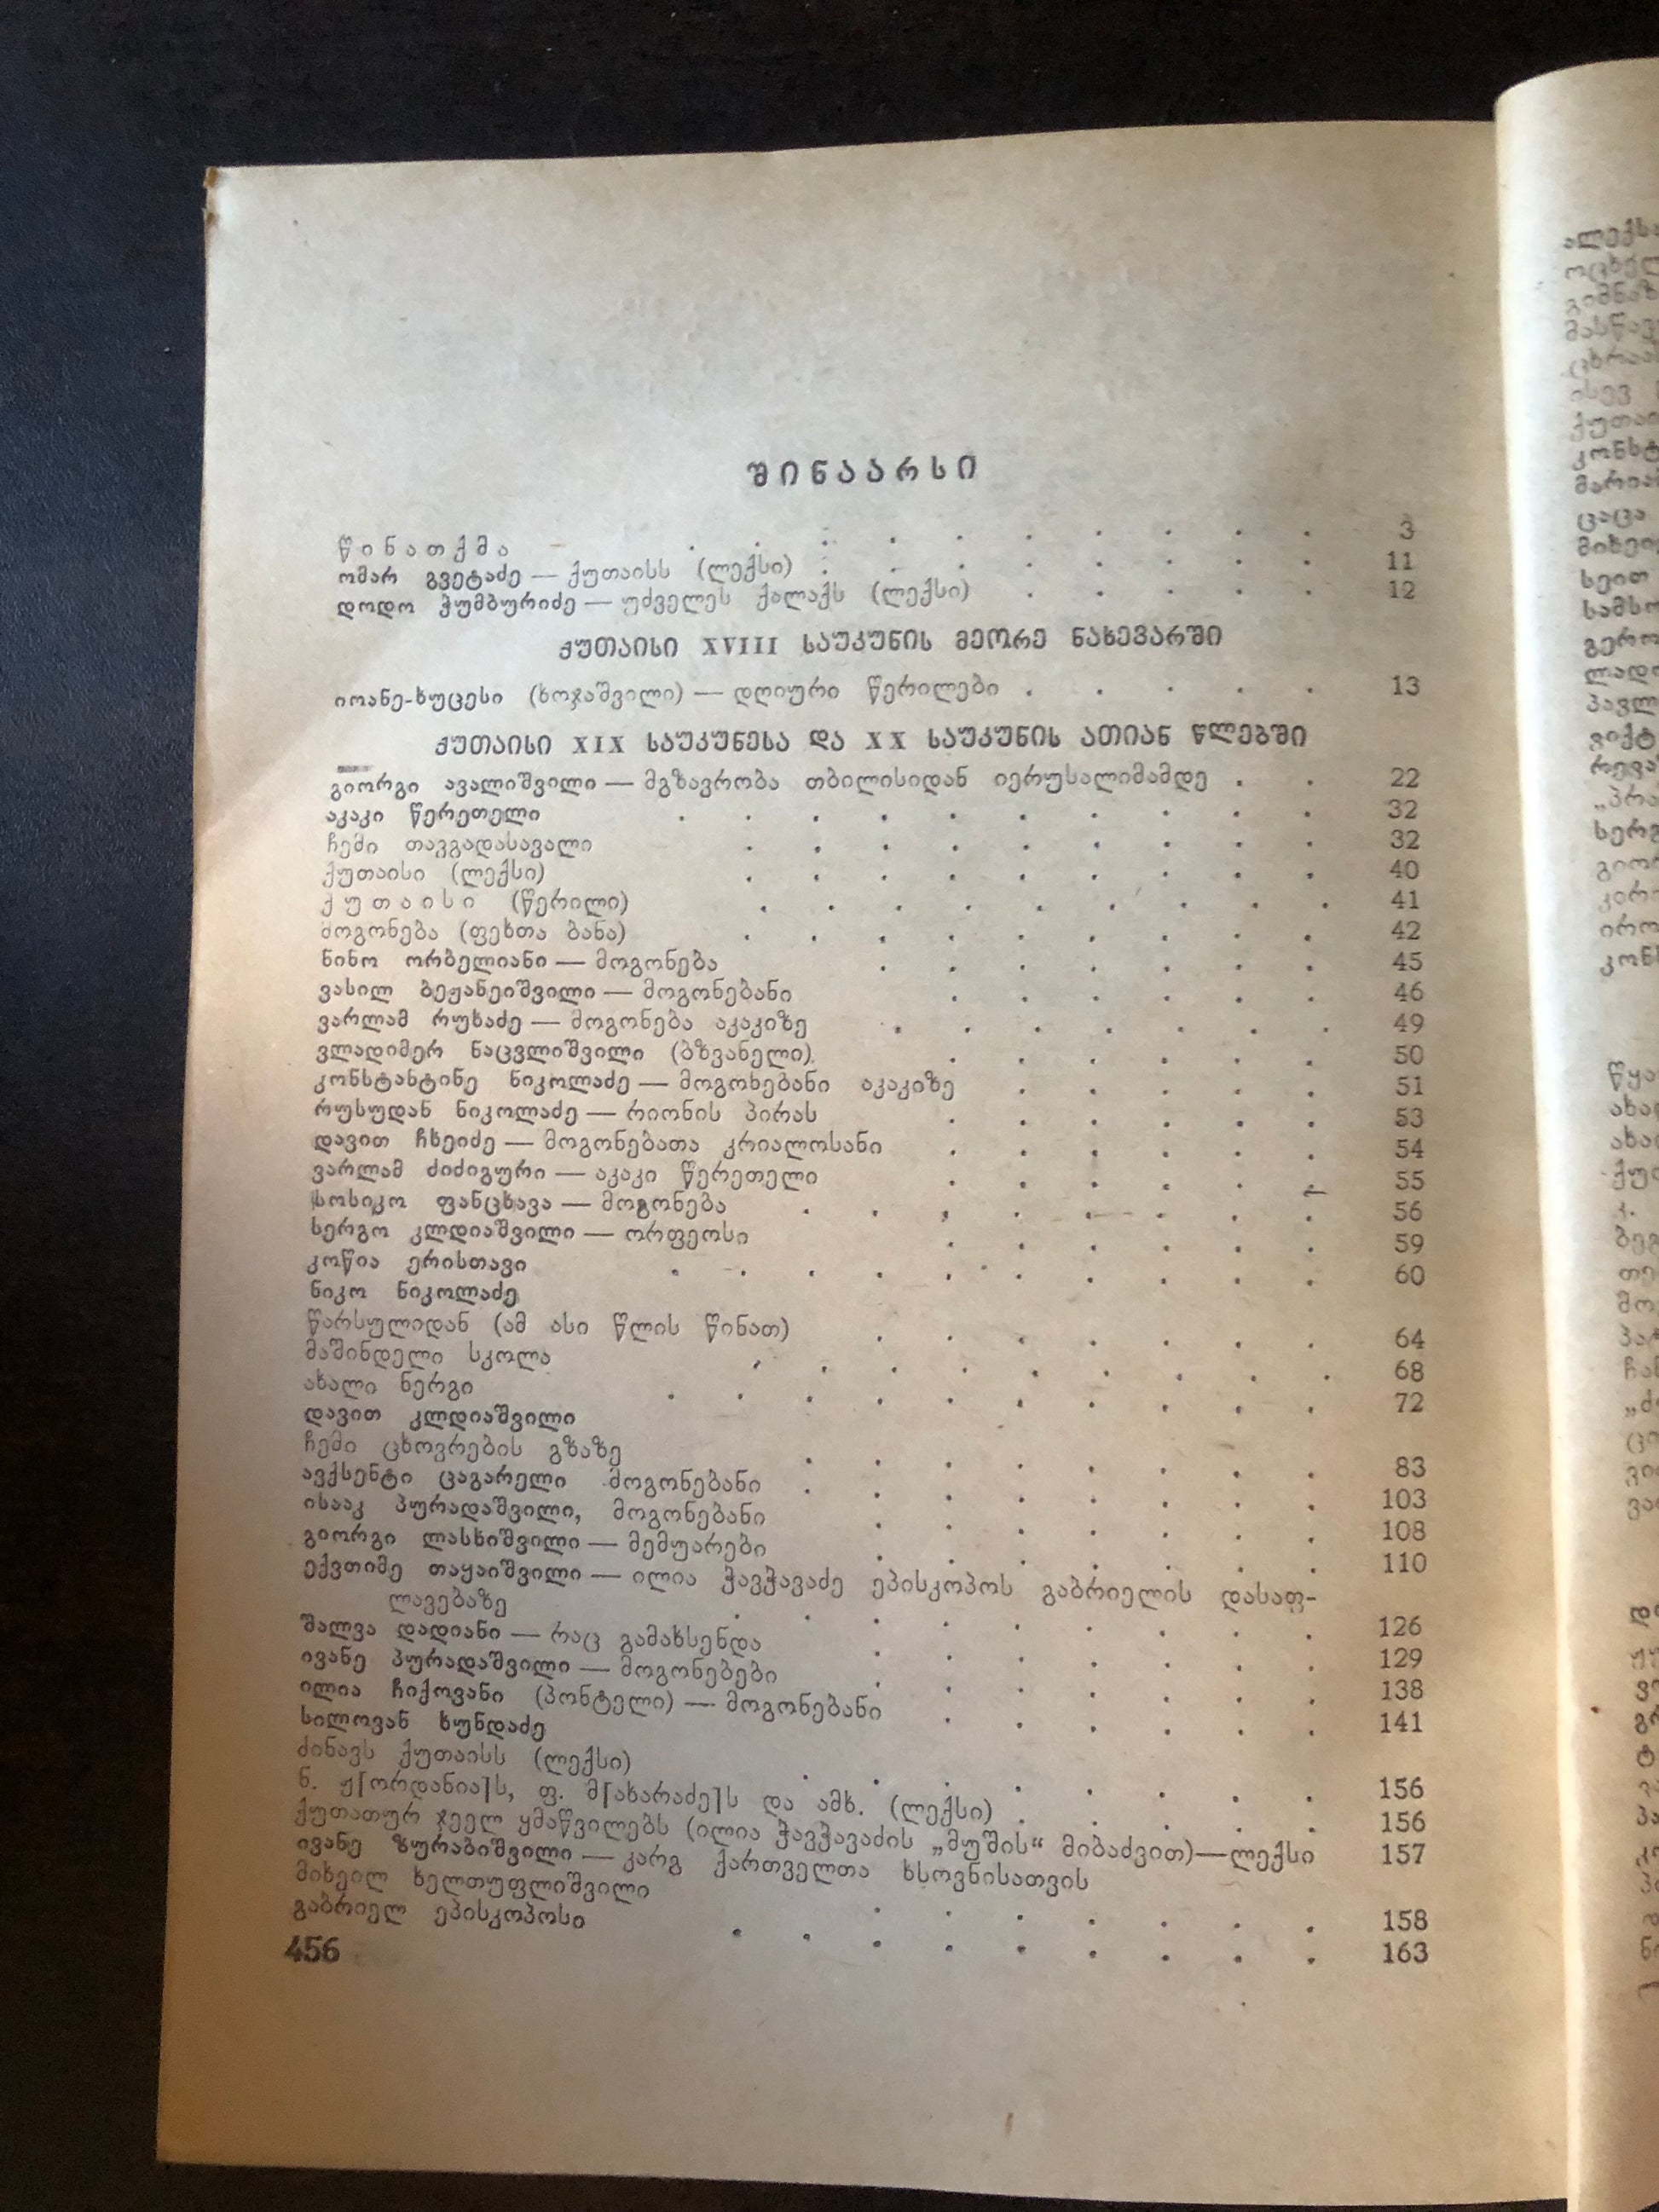 შინაარსი
წინათქმა . . . . . . . . . . 3
ომარ გვეტაძე — ქუთაისს (ლექსი) . . . . . . . . 11
დოდო ჭუმბურიძე — უძველეს ქალაქს (ლექსი) . . . . . 12
ქუთაისი XVIII საუკუნის მეორე ნახევარში
იოანე-ხუცესი (ხოჯაშვილი) — დღიური წერილები . . . . . 13
ქუთაისი XIX საუკუნესა და XX საუკუნის ათიან წლებში
გიორგი ავალიშვილი — მგზავრობა თბილისიდან იერუსალიმამდე . . 22
აკაკი წერეთელი . . . . . . . . . . 32
ჩემი თავგადასავალი . . . . . . . . . 32
ქუთაისი (ლექსი) . . . . . . . . . 40
ქუთაისი (წერილი) . . . . . . . . . 41
მოგონება (ფეხთა ბანა) . . . . . . . . . 42
ნინო ორბელიანი — მოგონება . . . . . . . 45
ვასილ ბეჟანეიშვილი — მოგონებანი . . . . . . 46
ვარლამ რუხაძე — მოგონება აკაკიზე . . . . . . . 49
ვლადიმერ ნაცვლიშვილი (ბზვანელი). . . . . . . 50
კონსტანტინე ნიკოლაძე — მოგონებანი აკაკიზე . . . . . 51
რუსუდან ნიკოლაძე — რიონის პირას . . . . . . 53
დავით ჩხეიძე — მოგონებათა კრიალოსანი . . . . . . 54
ვარლამ ძიძიგური — აკაკი წერეთელი . . . . . . 55
სოსიკო ფანცხავა — მოგონება . . . . . . . . 56
სერგო კლდიაშვილი — ორფეოსი . . . . . . 59
კოწია ერისთავი . . . . . . . . . . 60
ნიკო ნიკოლაძე
წარსულიდან (ამ ასი წლის წინათ) . . . . . . . 64
მაშინდელი სკოლა . . . . . . . . . 68
ახალი ნერგი . . . . . . . . . . 72
დავით კლდიაშვილი
ჩემი ცხოვრების გზაზე . . . . . . . . 83
ავქსენტი ცაგარელი .მოგონებანი . . . . . . . . 103
ისააკ პურადაშვილი, მოგონებანი . . . . . . . 108
გიორგი ლასხიშვილი — მემუარები . . . . . . . 110
ექვთიმე თაყაიშვილი — ილია ჭავჭავაძე ეპისკოპოს გაბრიელის დასაფ-
ლავებაზე . . . . . . . . 126
შალვა დადიანი — რაც გამახსენდა . . . . . . . 129
ივანე პურადაშვილი — მოგონებები . . . . . . . 138
ილია ჩიქოვანი (პონტელი) — მოგონებანი . . . . . . 141
სილოვან ხუნდაძე
ძინავს ქუთაისს (ლექსი) . . . . . . . . 156
ნ. ჟ[ორდანია]ს, ფ. მ[ახარაძე]ს და ამხ. (ლექსი) . . . . . 156
ქუთათურ ჯეელ ყმაწვილებს (ილია ჭავჭავაძის „მუშის“ მიბაძვით)—ლექსი 157
ივანე ზურაბიშვილი — კარგ ქართველთა ხსოვნისათვის
მიხეილ ხელთუფლიშვილი . . . . . . . 158
გაბრიელ ეპისკოპოსი . . . . . . . . . 163
456